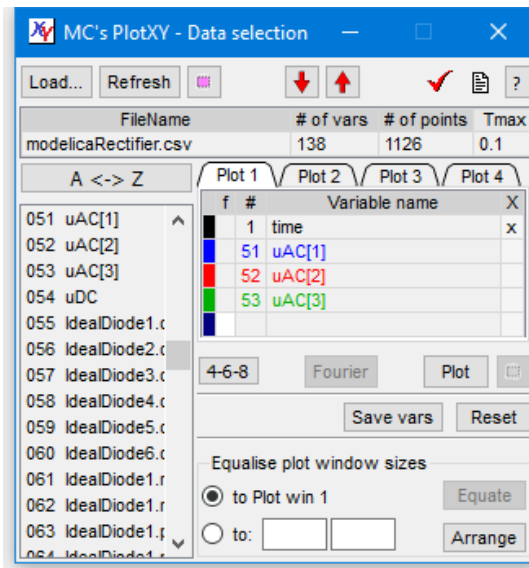 MC's PlotXY - Data selection
Load... Refresh ?
FileName # of vars # of points Tmax
modelicaRectifier.csv 138 1126 0.1
A <-> Z
Plot 1 Plot 2 Plot 3 Plot 4
f # Variable name X
1 time x
51 uAC[1]
52 uAC[2]
53 uAC[3]
051 uAC[1]
052 uAC[2]
053 uAC[3]
054 uDC
055 IdealDiode1.
056 IdealDiode2.
057 IdealDiode3.
058 IdealDiode4.
059 IdealDiode5.
060 IdealDiode6.
061 IdealDiode1.
062 IdealDiode1.
063 IdealDiode1.
064 IdealDiode1.
4-6-8 Fourier Plot
Save vars Reset
Equalise plot window sizes
to Plot win 1 Equate
to: Arrange